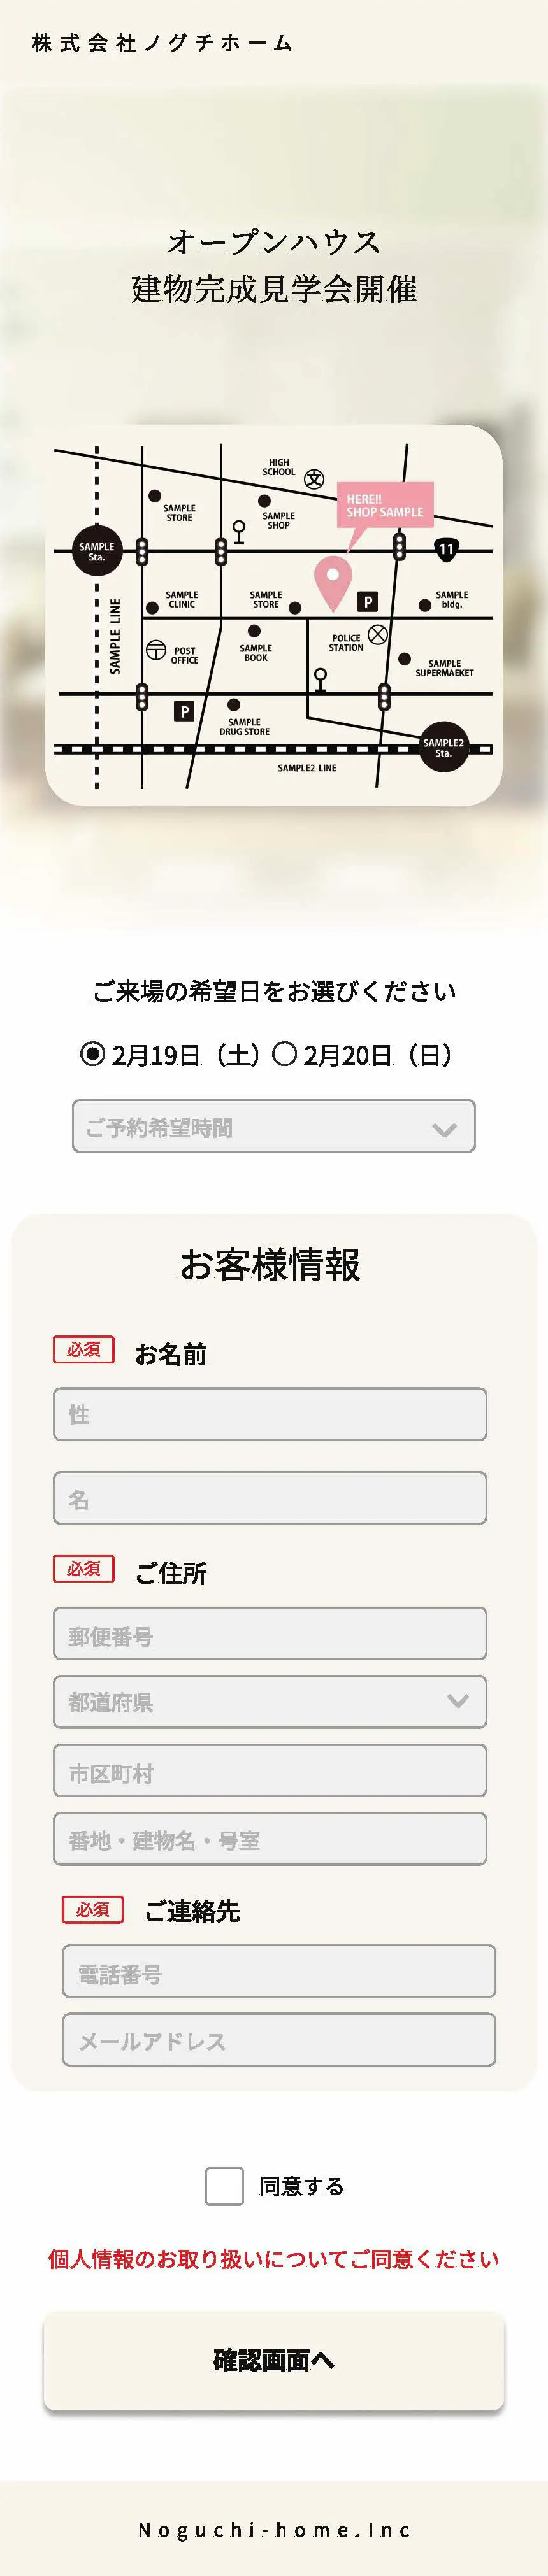 株式会社ノグチホーム
オープンハウス
建物完成見学会開催
HIGH
SCHOOL
文
HERE!!
SHOP SAMPLE
SAMPLE
STORE
SAMPLE
SHOP
SAMPLE
Sta.
11
SAMPLE
CLINIC
SAMPLE
STORE
P
SAMPLE
bldg.
SAMPLE LINE
POST
OFFICE
SAMPLE
BOOK
POLICE
STATION
SAMPLE
SUPERMAEKET
P
SAMPLE
DRUG STORE
SAMPLE2
Sta.
SAMPLE2 LINE
ご来場の希望日をお選びください
2月19日（土） 2月20日（日）
ご予約希望時間
お客様情報
必須 お名前
性
名
必須 ご住所
郵便番号
都道府県
市区町村
番地・建物名・号室
必須 ご連絡先
電話番号
メールアドレス
同意する
個人情報のお取り扱いについてご同意ください
確認画面へ
Noguchi-home.Inc